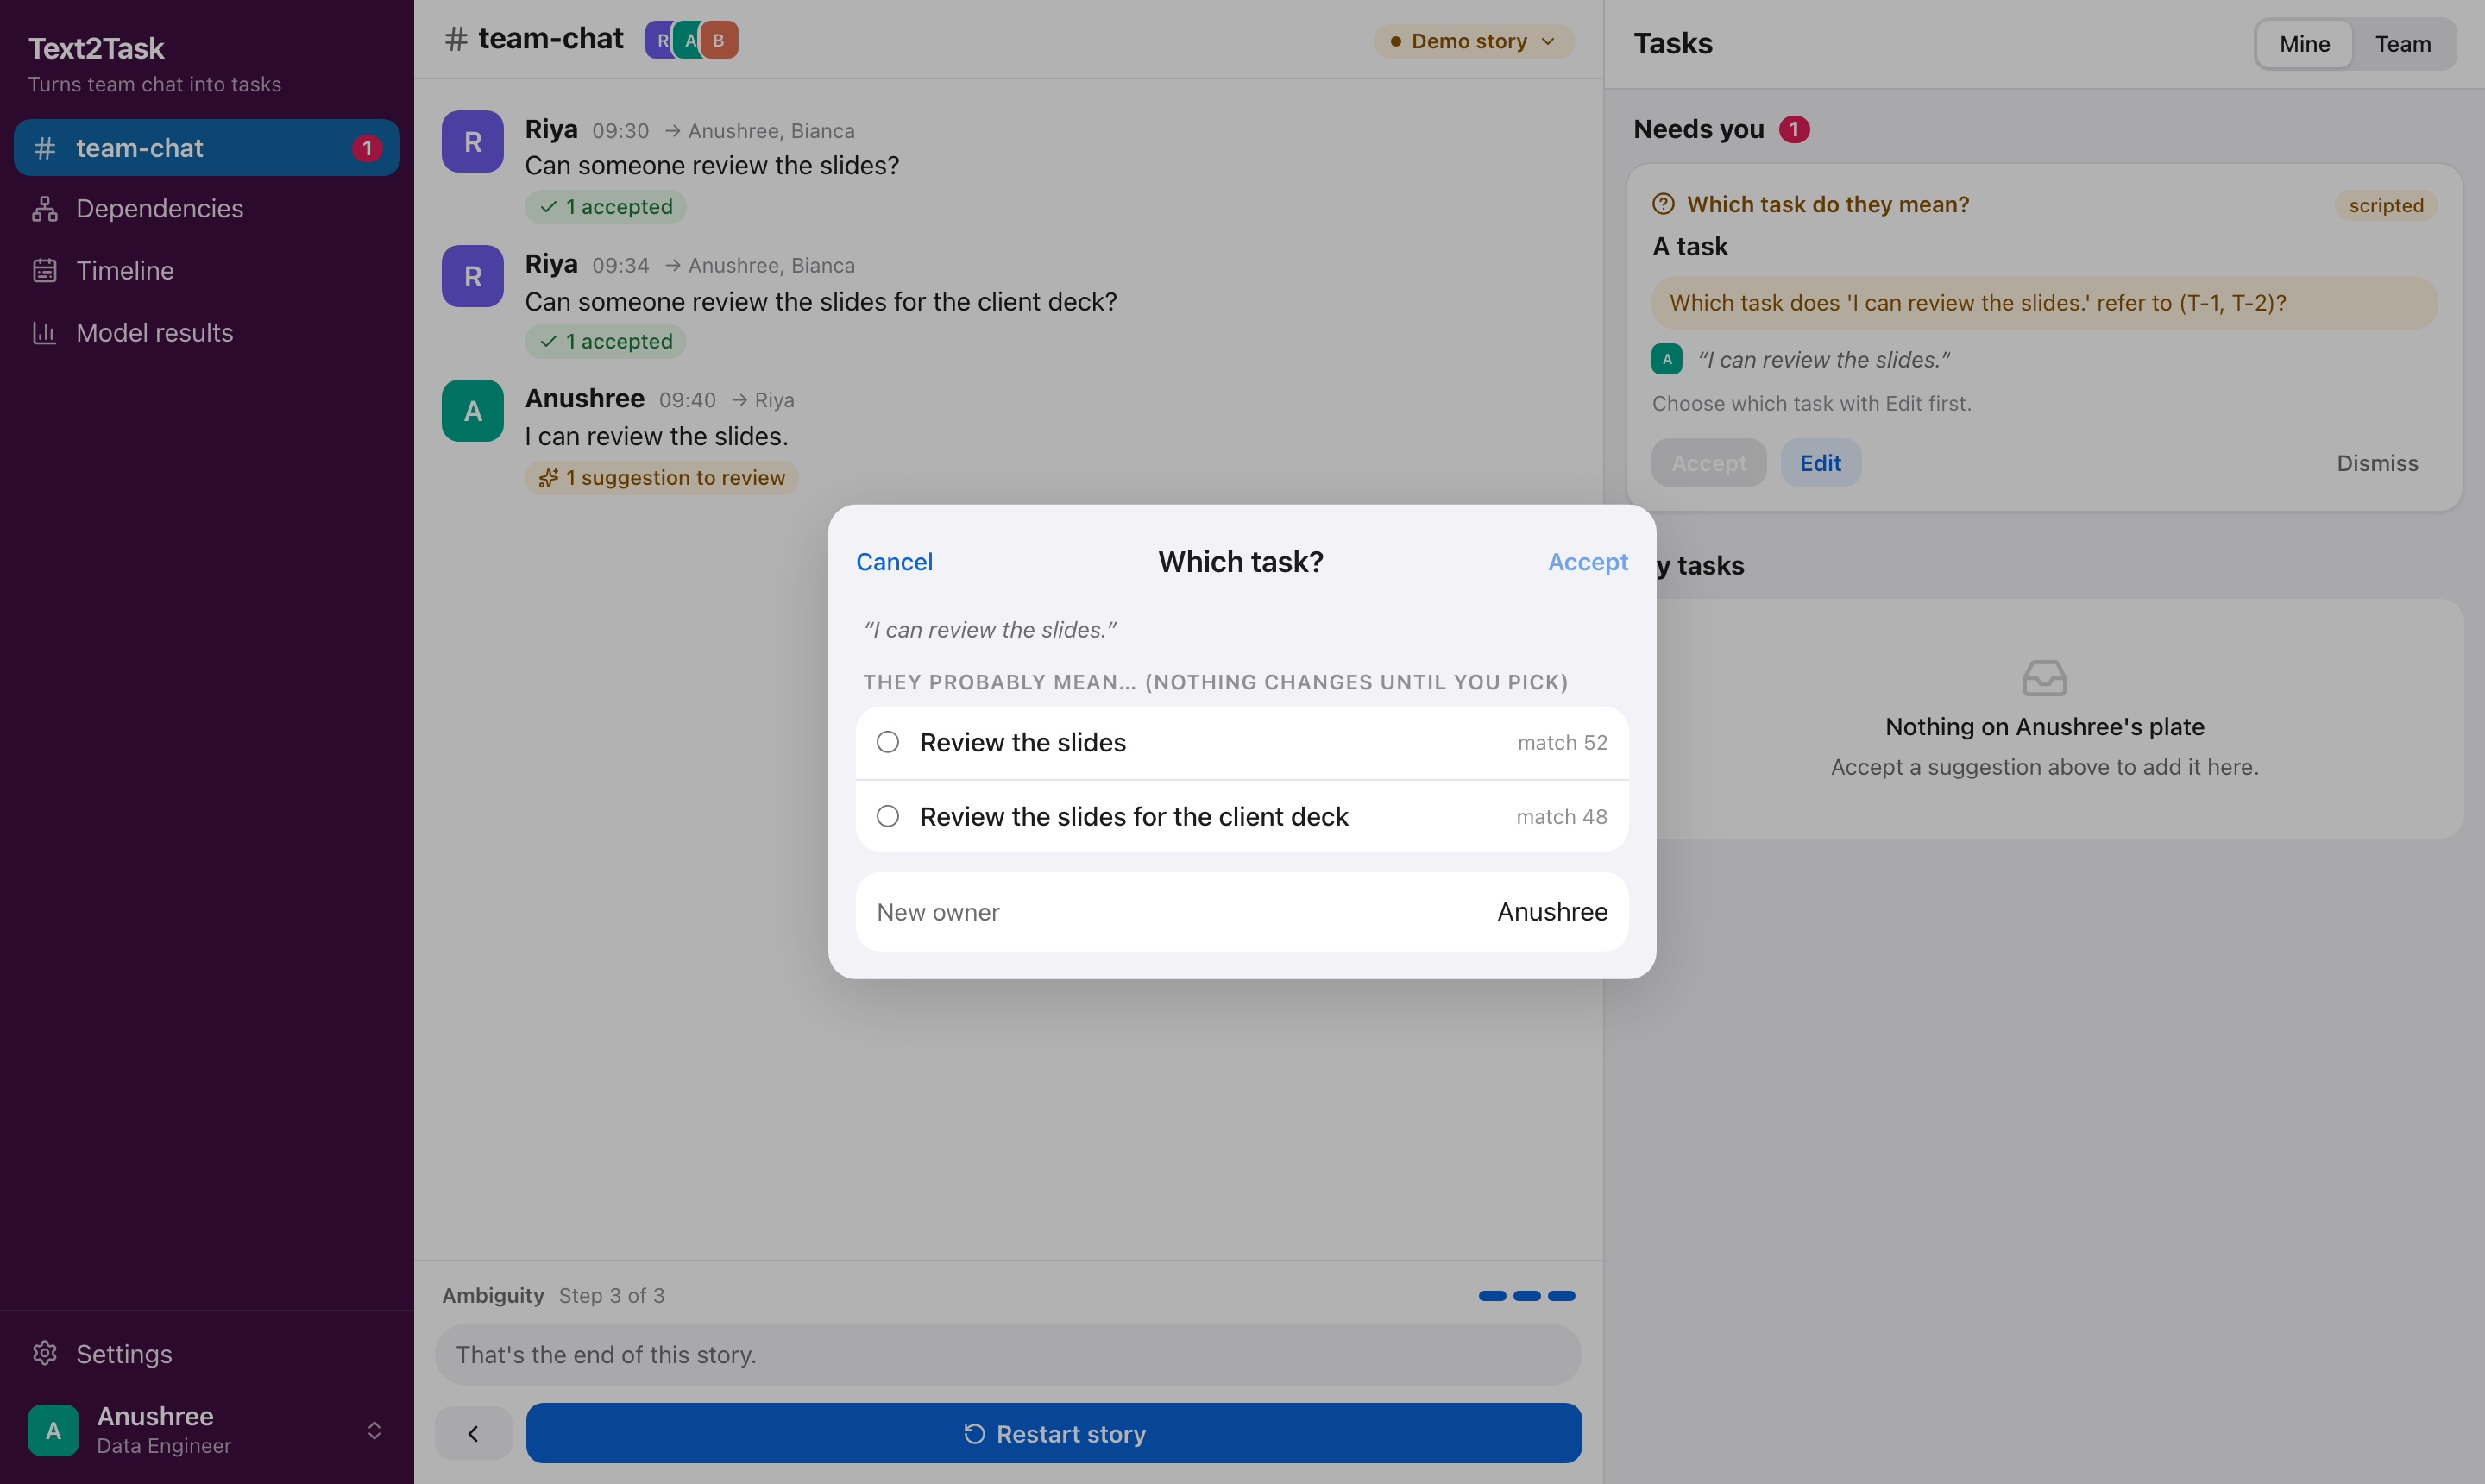 Text2Task
Turns team chat into tasks
# team-chat 1
Dependencies
Timeline
Model results
Settings
A
Anushree
Data Engineer
# team-chat
R A B
Demo story
R
Riya 09:30 → Anushree, Bianca
Can someone review the slides?
✓ 1 accepted
R
Riya 09:34 → Anushree, Bianca
Can someone review the slides for the client deck?
✓ 1 accepted
A
Anushree 09:40 → Riya
I can review the slides.
1 suggestion to review
Ambiguity Step 3 of 3
That's the end of this story.
Restart story
Tasks
Mine Team
Needs you 1
Which task do they mean? scripted
A task
Which task does 'I can review the slides.' refer to (T-1, T-2)?
A “I can review the slides.”
Choose which task with Edit first.
Accept Edit Dismiss
y tasks
Nothing on Anushree's plate
Accept a suggestion above to add it here.
Cancel Which task? Accept
“I can review the slides.”
THEY PROBABLY MEAN… (NOTHING CHANGES UNTIL YOU PICK)
Review the slides match 52
Review the slides for the client deck match 48
New owner Anushree